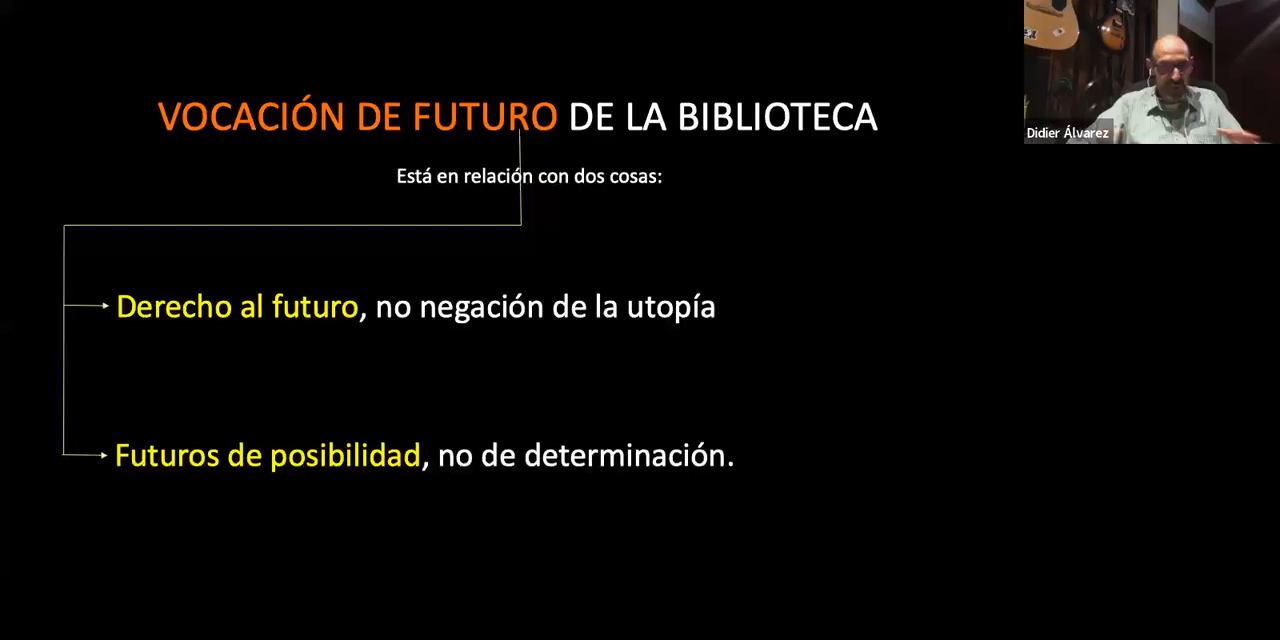 VOCACIÓN DE FUTURO DE LA BIBLIOTECA
Didier Álvarez
Está en relación con dos cosas:
Derecho al futuro, no negación de la utopía
Futuros de posibilidad, no de determinación.